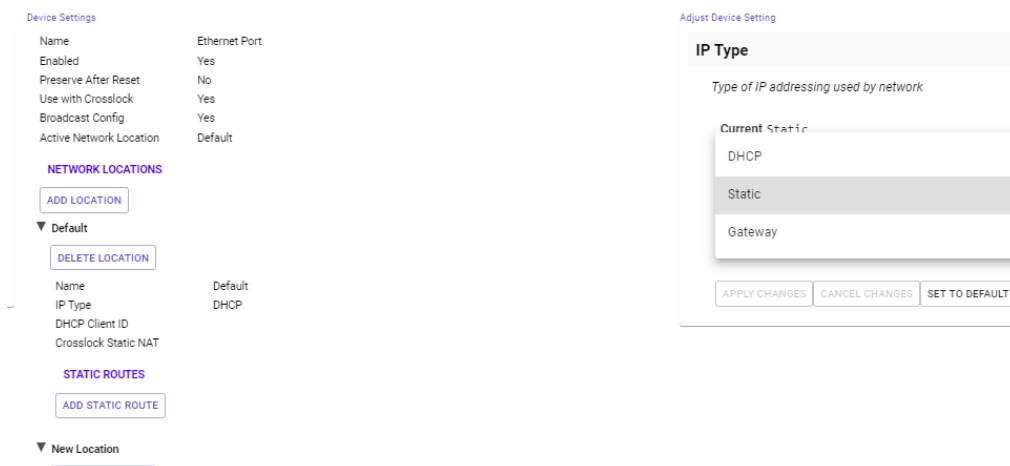 Device Settings
Name Ethernet Port
Enabled Yes
Preserve After Reset No
Use with Crosslock Yes
Broadcast Config Yes
Active Network Location Default
NETWORK LOCATIONS
ADD LOCATION
Default
DELETE LOCATION
Name Default
IP Type DHCP
DHCP Client ID
Crosslock Static NAT
STATIC ROUTES
ADD STATIC ROUTE
New Location
Adjust Device Setting
IP Type
Type of IP addressing used by network
Current Static
DHCP
Static
Gateway
APPLY CHANGES CANCEL CHANGES SET TO DEFAULT